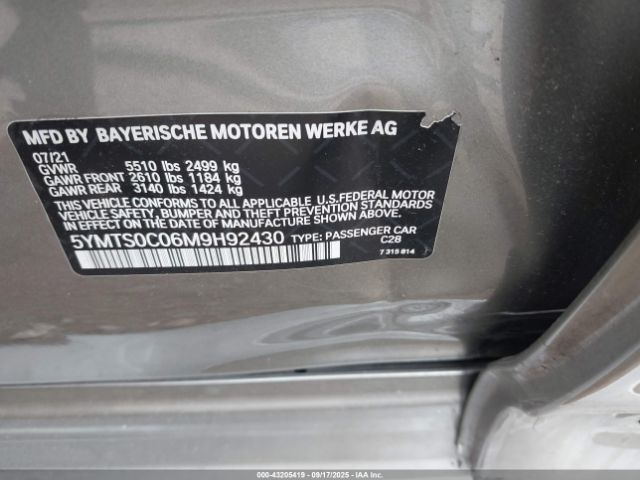 MFD BY BAYERISCHE MOTOREN WERKE AG
07/21
GVWR 5510 lbs 2499 kg
GAWR FRONT 2610 lbs 1184 kg
GAWR REAR 3140 lbs 1424 kg
THIS VEHICLE CONFORMS TO ALL APPLICABLE U.S.FEDERAL MOTOR
VEHICLE SAFETY, BUMPER AND THEFT PREVENTION STANDARDS
IN EFFECT ON THE DATE OF MANUFACTURE SHOWN ABOVE.
5YMTS0C06M9H92430 TYPE: PASSENGER CAR
C28
7 315 814
000-43205419 - 09/17/2025 - IAAI Copyright